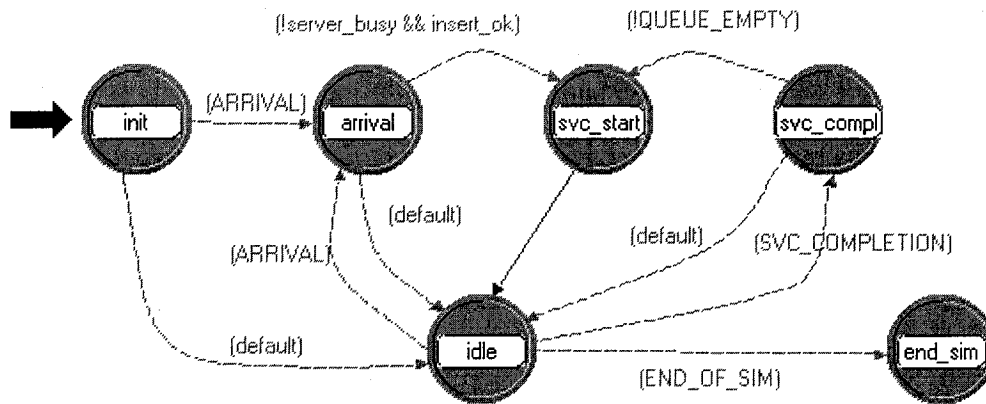 (!server_busy && insert_ok)
(!QUEUE_EMPTY)
(ARRIVAL)
init
arrival
svc_start
svc_compl
(default)
(ARRIVAL)
(default)
(SVC_COMPLETION)
(default)
idle
end_sim
(END_OF_SIM)